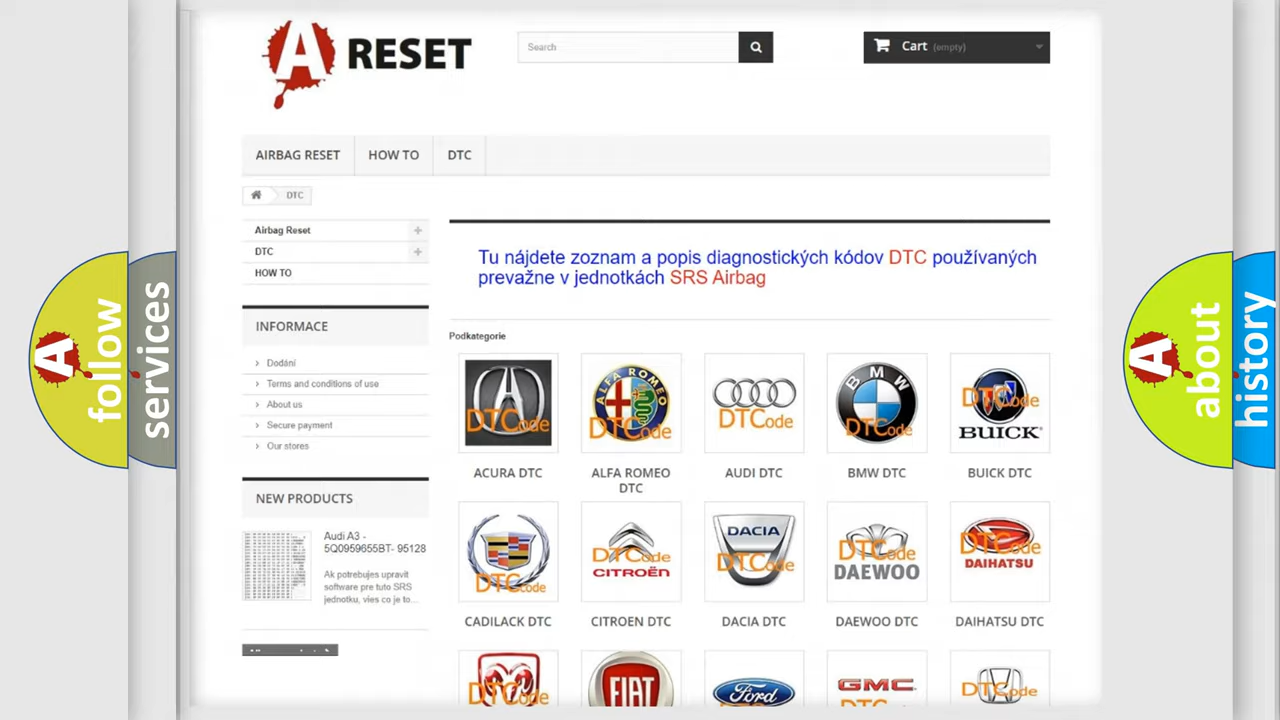 A RESET
Search
Cart (empty)
AIRBAG RESET
HOW TO
DTC
DTC
Airbag Reset
DTC
HOW TO
INFORMACE
Dodání
Terms and conditions of use
About us
Secure payment
Our stores
NEW PRODUCTS
Audi A3 -
5Q0959655BT- 95128
Ak potrebujes upravit
software pre tuto SRS
jednotku, vies co je to...
Tu nájdete zoznam a popis diagnostických kódov DTC používaných
prevažne v jednotkách SRS Airbag
Podkategorie
DTCode
ALFA ROMEO
DTCode
DTCode
BMW
DTCode
DTCode
BUICK
ACURA DTC
ALFA ROMEO
DTC
AUDI DTC
BMW DTC
BUICK DTC
DTCode
DTCode
CITROËN
DACIA
DTCode
DTCode
DAEWOO
DTCode
DAIHATSU
CADILACK DTC
CITROEN DTC
DACIA DTC
DAEWOO DTC
DAIHATSU DTC
DTCode
FIAT
Ford
GMC
DTCode
A follow
services
A about
history